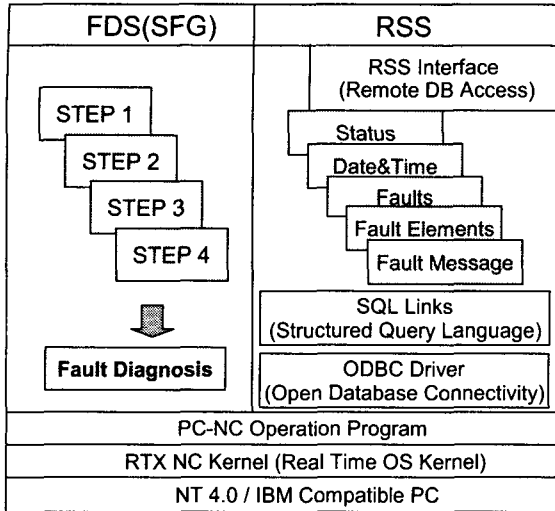 FDS(SFG)
STEP 1
STEP 2
STEP 3
STEP 4
Fault Diagnosis
RSS
RSS Interface
(Remote DB Access)
Status
Date&Time
Faults
Fault Elements
Fault Message
SQL Links
(Structured Query Language)
ODBC Driver
(Open Database Connectivity)
PC-NC Operation Program
RTX NC Kernel (Real Time OS Kernel)
NT 4.0 / IBM Compatible PC